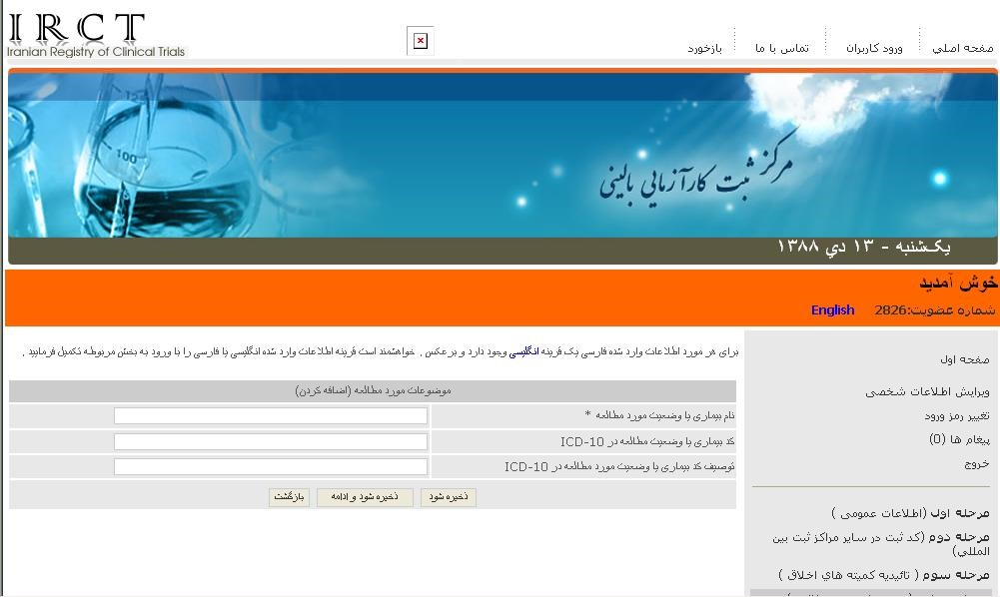 IRCT
Iranian Registry of Clinical Trials
صفحه اصلي
ورود کاربران
تماس با ما
بازخورد
100
مرکز ثبت کارآزمایی بالینی
یکشنبه - ۱۳ دي ۱۳۸۸
خوش آمدید
شماره عضویت:2826 English
صفحه اول
ویرایش اطلاعات شخصی
تغییر رمز ورود
پیغام ها (0)
خروج
مرحله اول (اطلاعات عمومی )
مرحله دوم (کد ثبت در سایر مراکز ثبت بین
المللي)
مرحله سوم ( تائیدیه کمیته هاي اخلاق )
برای هر مورد اطلاعات وارد شده فارسی یک قرینه انگلیسی وجود دارد و بر عکس . خواهشمند است قرینه اطلاعات وارد شده انگلیسی یا فارسی را با ورود به بخش مربوطه تکمیل فرمایید .
موضوعات مورد مطالعه (اضافه کردن)
نام بیماری یا وضعیت مورد مطالعه *
کد بیماری یا وضعیت مطالعه در ICD-10
توصیف کد بیماری یا وضعیت مورد مطالعه در ICD-10
ذخیره شود
ذخیره شود و ادامه
بازگشت